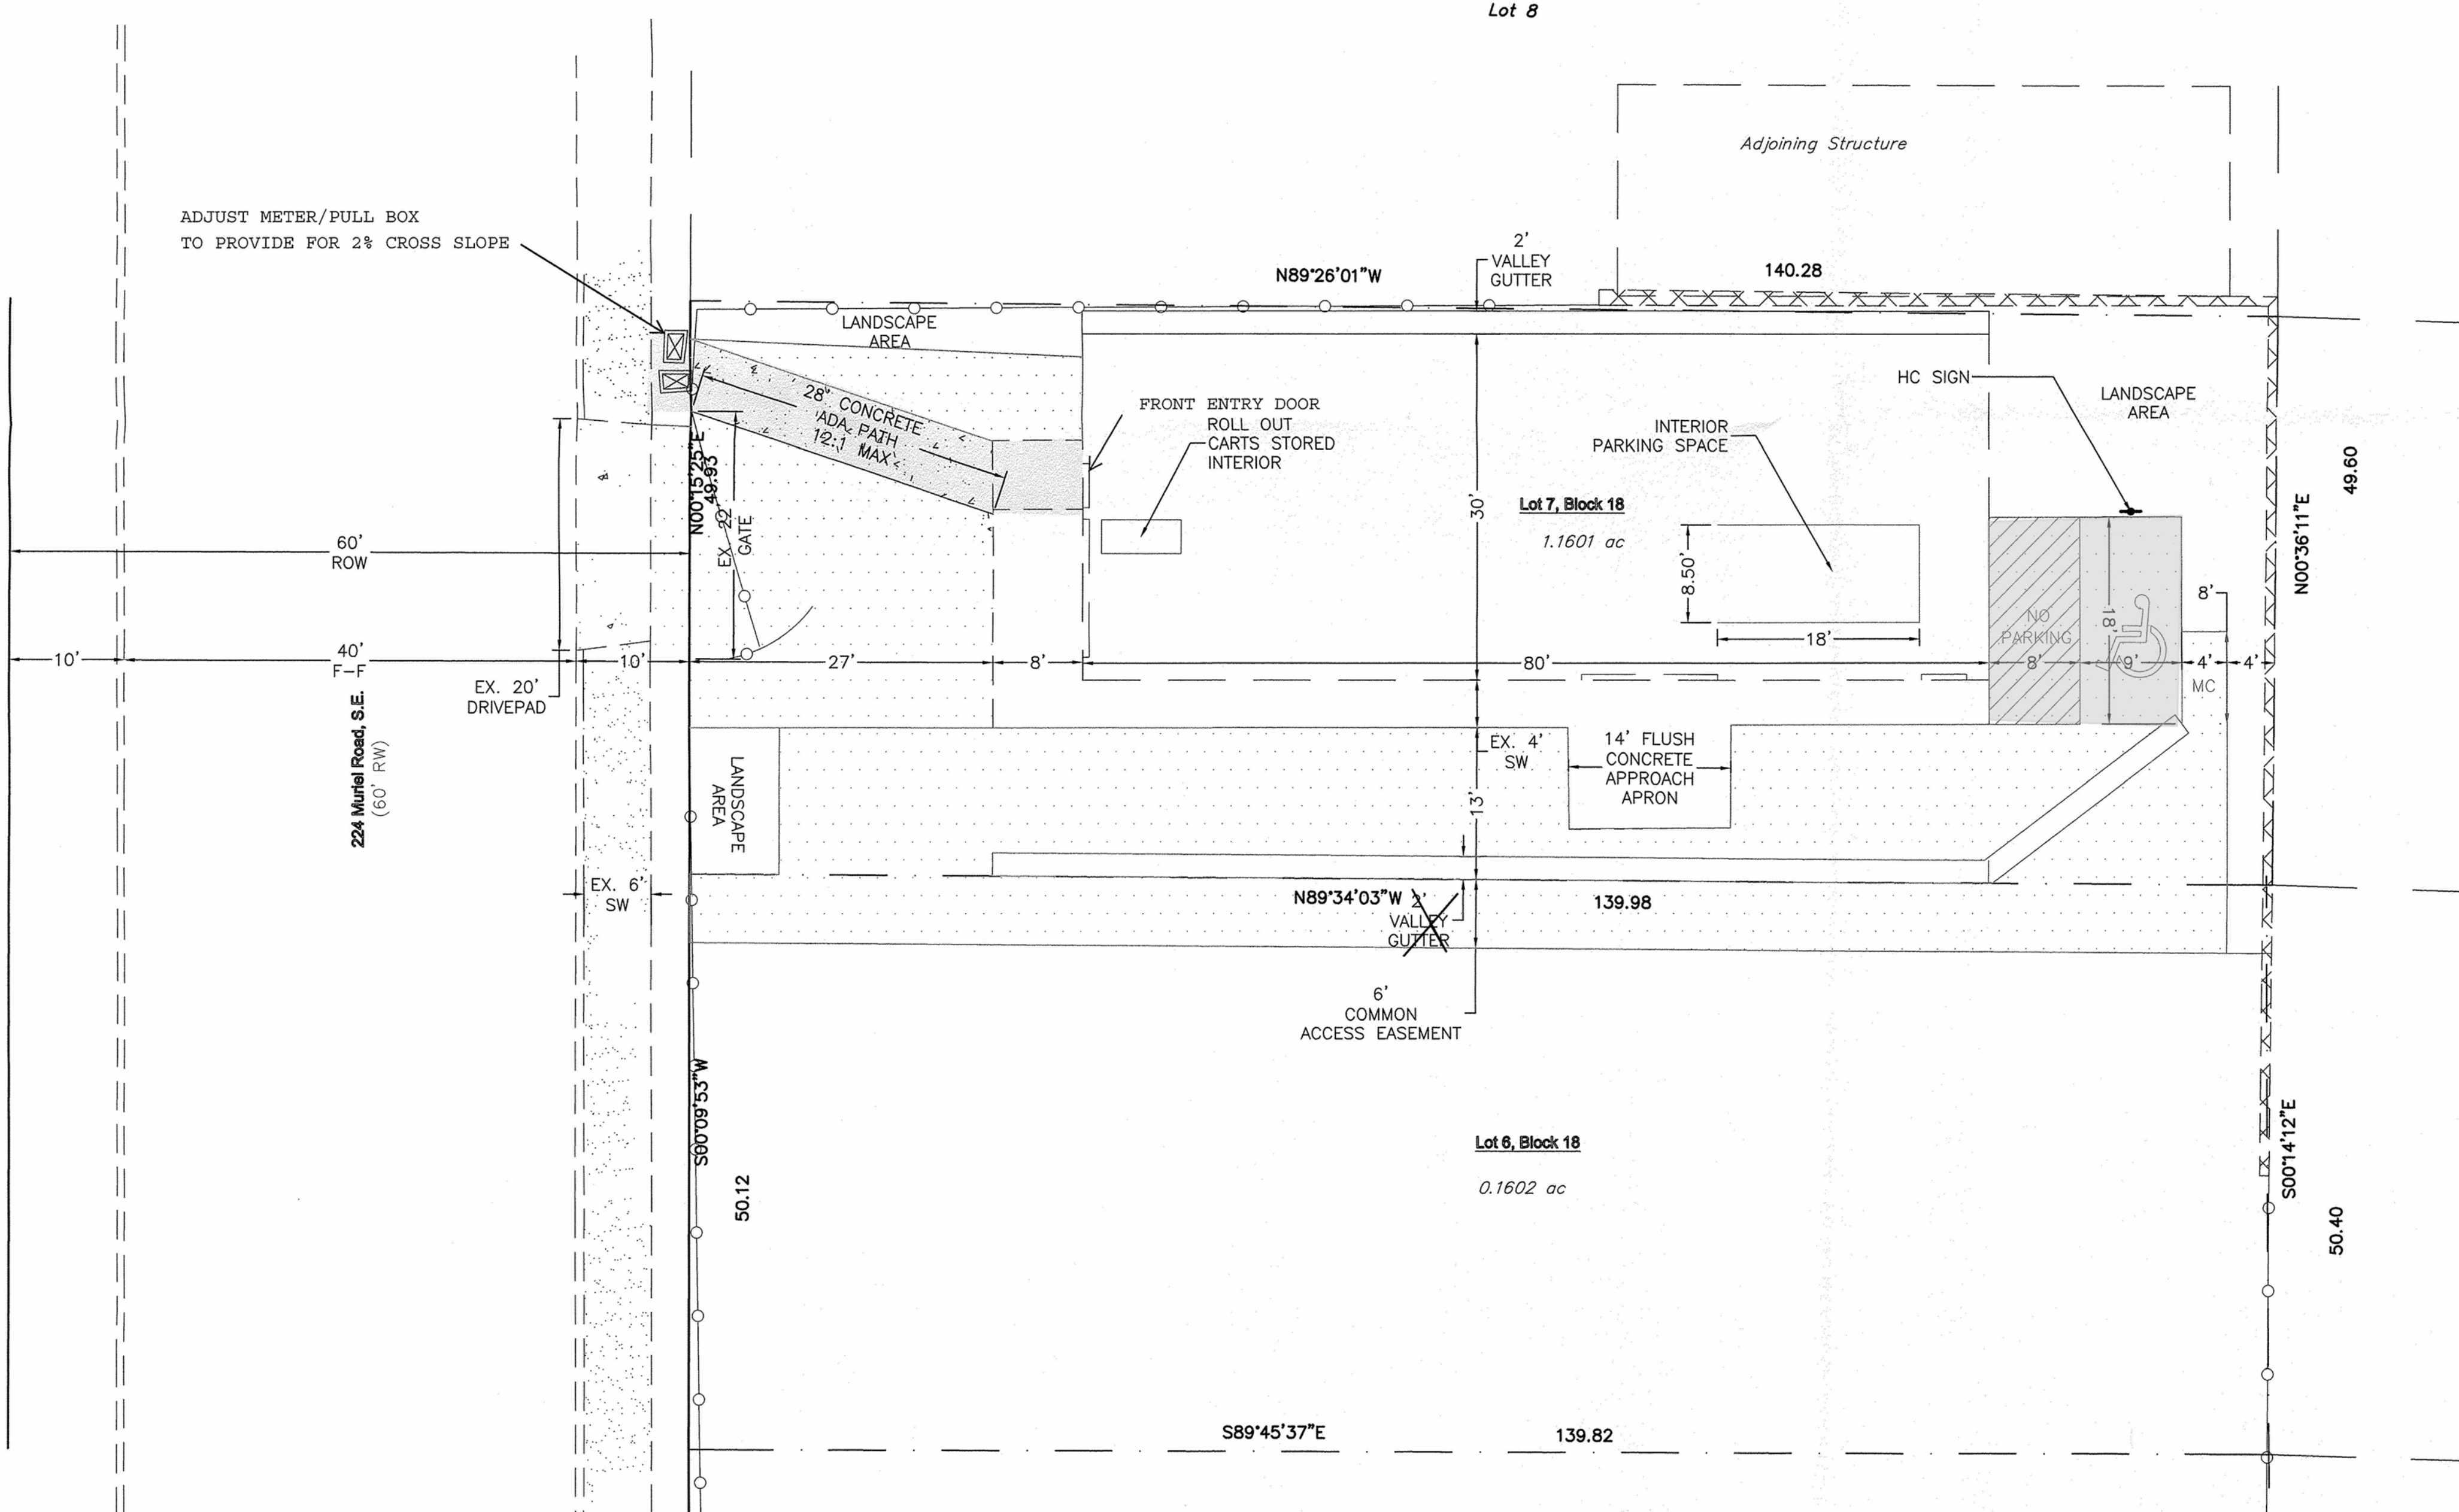 Lot 8
Adjoining Structure
ADJUST METER/PULL BOX
TO PROVIDE FOR 2% CROSS SLOPE
N89°26'01"W
2'
VALLEY
GUTTER
140.28
LANDSCAPE
AREA
28' CONCRETE
ADA PATH
12:1 MAX
FRONT ENTRY DOOR
ROLL OUT
CARTS STORED
INTERIOR
HC SIGN
LANDSCAPE
AREA
INTERIOR
PARKING SPACE
N00°15'25"E
49.93
EX 22'
GATE
30'
Lot 7, Block 18
1.1601 ac
8.50'
18'
N00°36'11"E
49.60
60'
ROW
NO
PARKING
18'
8'
10'
40'
F-F
10'
27'
8'
80'
8'
9'
4'
4'
MC
EX. 20'
DRIVEPAD
224 Muriel Road, S.E.
(60' RW)
LANDSCAPE
AREA
EX. 4'
SW
14' FLUSH
CONCRETE
APPROACH
APRON
13'
EX. 6'
SW
N89°34'03"W
2'
VALLEY
GUTTER
139.98
6'
COMMON
ACCESS EASEMENT
S00°09'53"W
50.12
Lot 6, Block 18
0.1602 ac
S00°14'12"E
50.40
S89°45'37"E
139.82